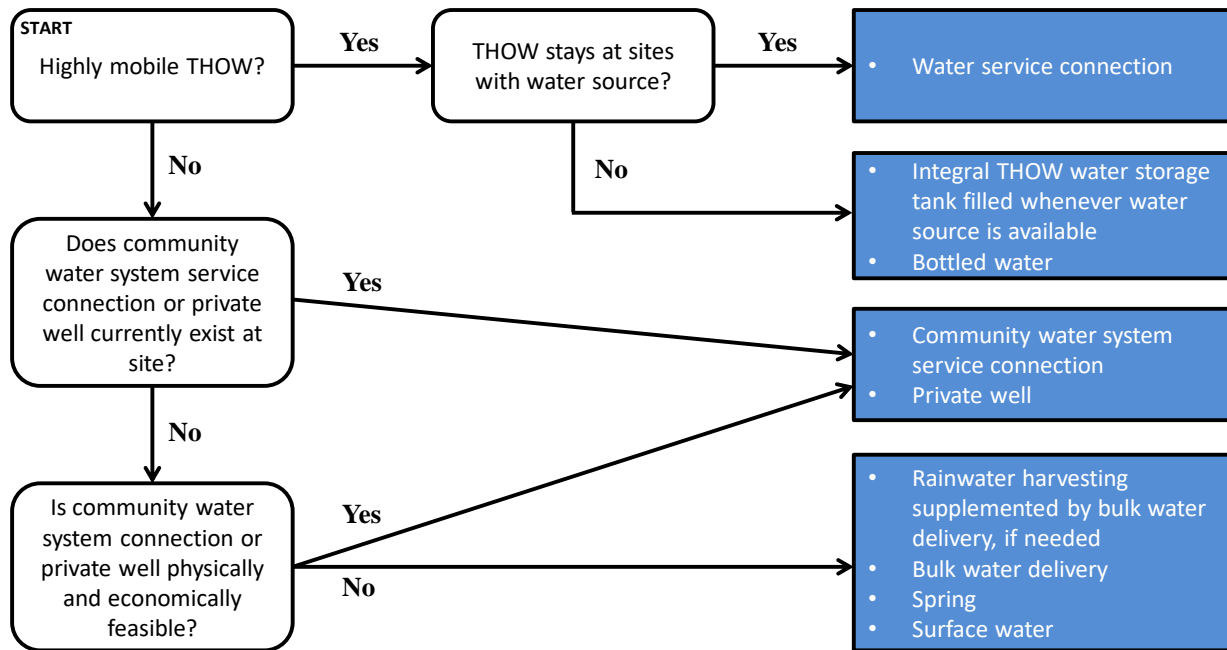 START
Highly mobile THOW?
Yes
THOW stays at sites
with water source?
Yes
• Water service connection
No
No
• Integral THOW water storage
tank filled whenever water
source is available
• Bottled water
Does community
water system service
connection or private
well currently exist at
site?
Yes
• Community water system
service connection
• Private well
No
Is community water
system connection or
private well physically
and economically
feasible?
Yes
No
• Rainwater harvesting
supplemented by bulk water
delivery, if needed
• Bulk water delivery
• Spring
• Surface water